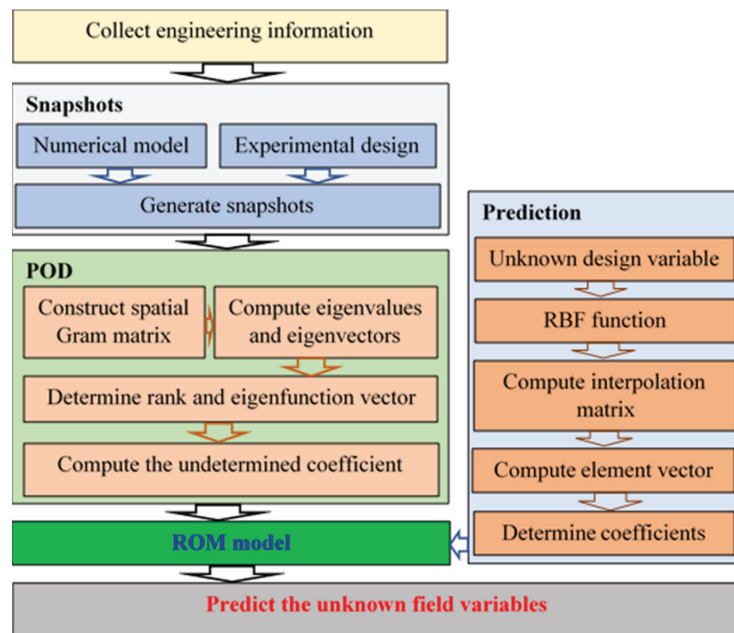 Collect engineering information
Snapshots
Numerical model
Experimental design
Generate snapshots
POD
Construct spatial
Gram matrix
Compute eigenvalues
and eigenvectors
Determine rank and eigenfunction vector
Compute the undetermined coefficient
ROM model
Prediction
Unknown design variable
RBF function
Compute interpolation
matrix
Compute element vector
Determine coefficients
Predict the unknown field variables